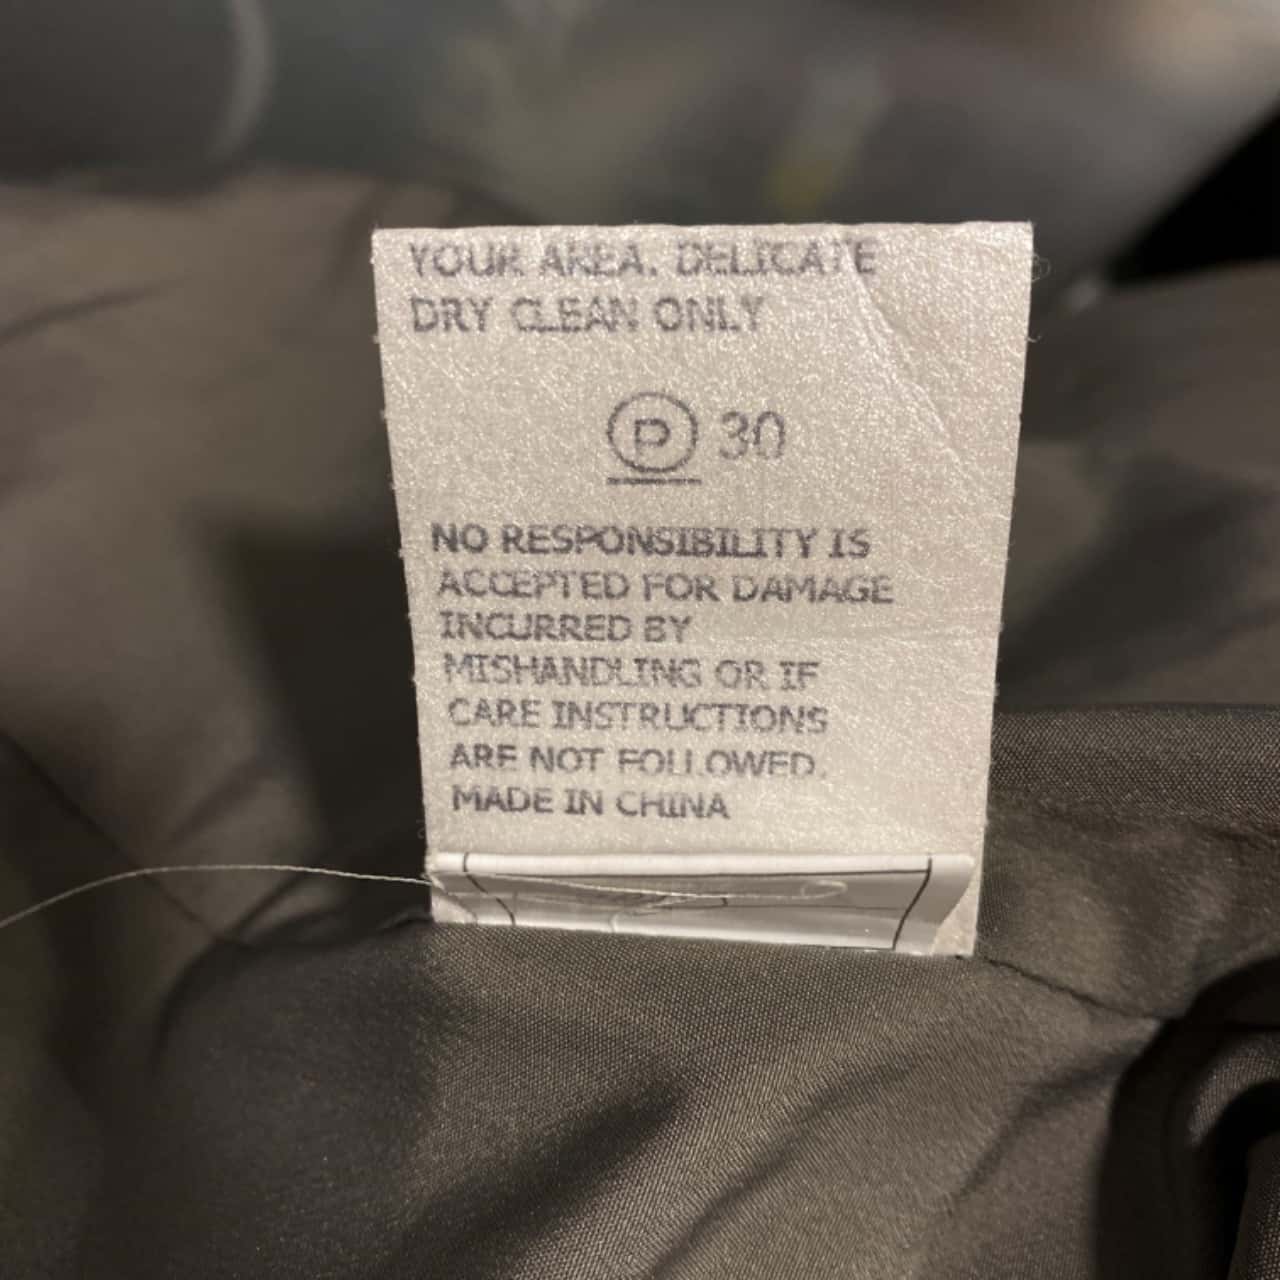 YOUR AREA. DELICATE
DRY CLEAN ONLY
P 30
NO RESPONSIBILITY IS
ACCEPTED FOR DAMAGE
INCURRED BY
MISHANDLING OR IF
CARE INSTRUCTIONS
ARE NOT FOLLOWED.
MADE IN CHINA